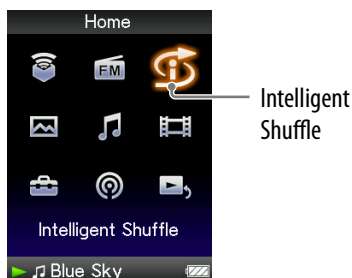 Home
FM
Intelligent
Shuffle
Intelligent Shuffle
Blue Sky